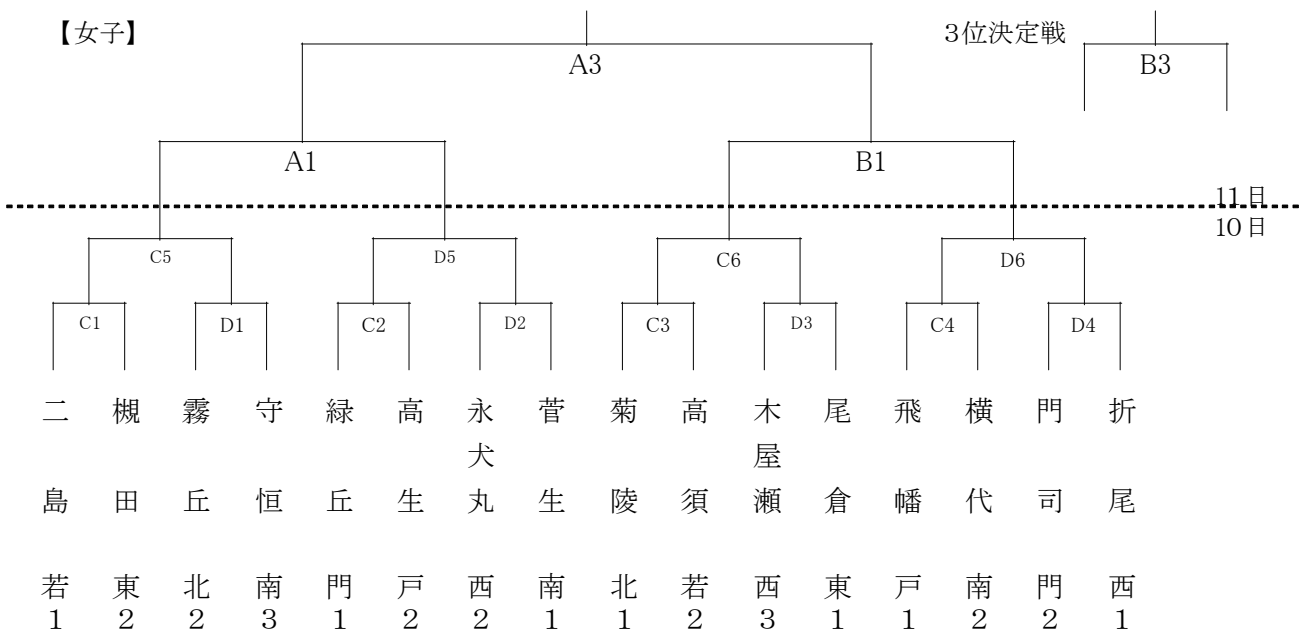 【女子】
3位決定戦
A3
B3
A1
B1
11日
10日
C5
D5
C6
D6
C1
D1
C2
D2
C3
D3
C4
D4
二島
槻田
霧丘
守恒
緑丘
高生
永犬丸
菅生
菊陵
高須
木屋瀬
尾倉
飛幡
横代
門司
折尾
若1
東2
北2
南3
門1
戸2
西2
南1
北1
若2
西3
東1
戸1
南2
門2
西1